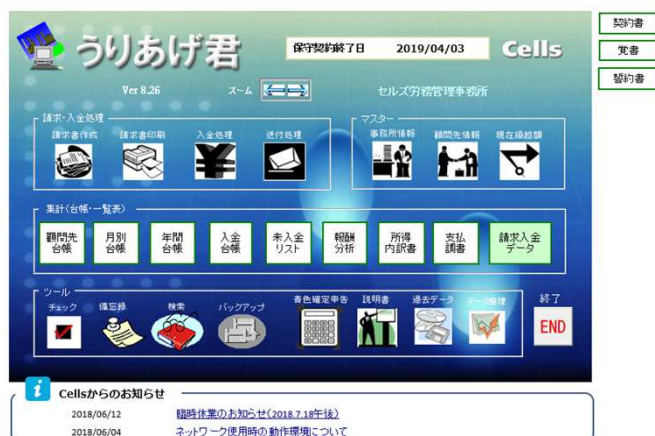 うりあげ君
保守契約終了日 2019/04/03
Cells
契約書
覚書
誓約書
Ver 8.26
ズーム
セルズ労務管理事務所
請求・入金処理
請求書作成 請求書印刷 入金処理 送付処理
マスター
事務所情報 顧問先情報 現在繰越額
集計(台帳・一覧表)
顧問先台帳 月別台帳 年間台帳 入金台帳 未入金リスト 報酬分析 所得内訳書 支払調書 請求入金データ
ツール
チェック 備忘録 検索 バックアップ 青色確定申告 説明書 過去データ データ整理
終了
END
Cellsからのお知らせ
2018/06/12 臨時休業のお知らせ(2018.7.18午後)
2018/06/04 ネットワーク使用時の動作環境について